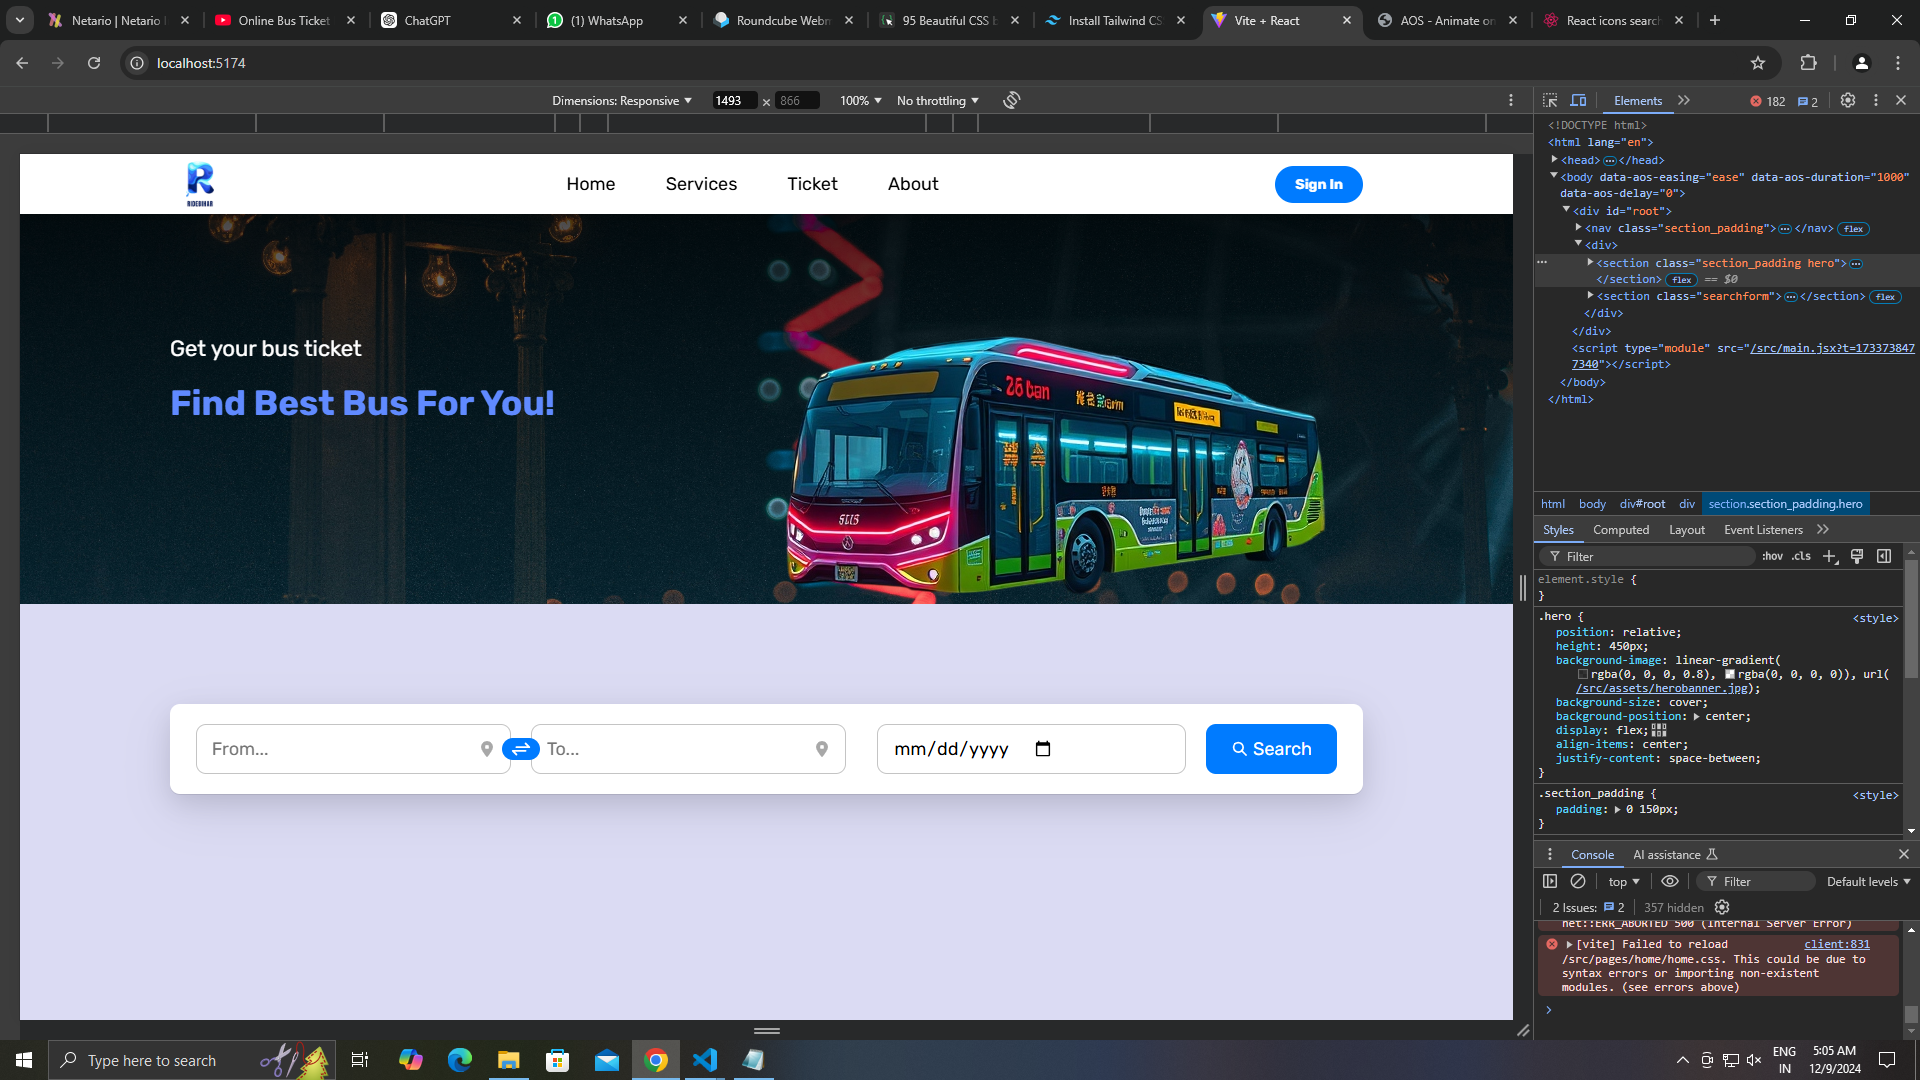 Netario | Netario
Online Bus Ticket
ChatGPT
(1) WhatsApp
Roundcube Webm
95 Beautiful CSS b
Install Tailwind CS
Vite + React
AOS - Animate on
React icons search
localhost:5174
Dimensions: Responsive
1493 × 866
100%
No throttling
Elements
182
2
RIDEBIHAR
Home
Services
Ticket
About
Sign In
Get your bus ticket
Find Best Bus For You!
From...
To...
mm/dd/yyyy
Search
<!DOCTYPE html>
<html lang="en">
<head> </head>
<body data-aos-easing="ease" data-aos-duration="1000"
data-aos-delay="0">
<div id="root">
<nav class="section_padding"> </nav> flex
<div>
<section class="section_padding hero">
</section> flex == $0
<section class="searchform"> </section> flex
</div>
</div>
<script type="module" src="/src/main.jsx?t=173373847
7340"></script>
</body>
</html>
html body div#root div section.section_padding.hero
Styles Computed Layout Event Listeners
Filter
:hov .cls
element.style {
}
.hero { <style>
position: relative;
height: 450px;
background-image: linear-gradient(
rgba(0, 0, 0, 0.8), rgba(0, 0, 0, 0)), url(
/src/assets/herobanner.jpg);
background-size: cover;
background-position: center;
display: flex;
align-items: center;
justify-content: space-between;
}
.section_padding { <style>
padding: 0 150px;
}
Console AI assistance
top
Filter
Default levels
2 Issues: 2 357 hidden
net::ERR_ABORTED 500 (Internal Server Error)
[vite] Failed to reload client:831
/src/pages/home/home.css. This could be due to
syntax errors or importing non-existent
modules. (see errors above)
Type here to search
ENG
IN
5:05 AM
12/9/2024